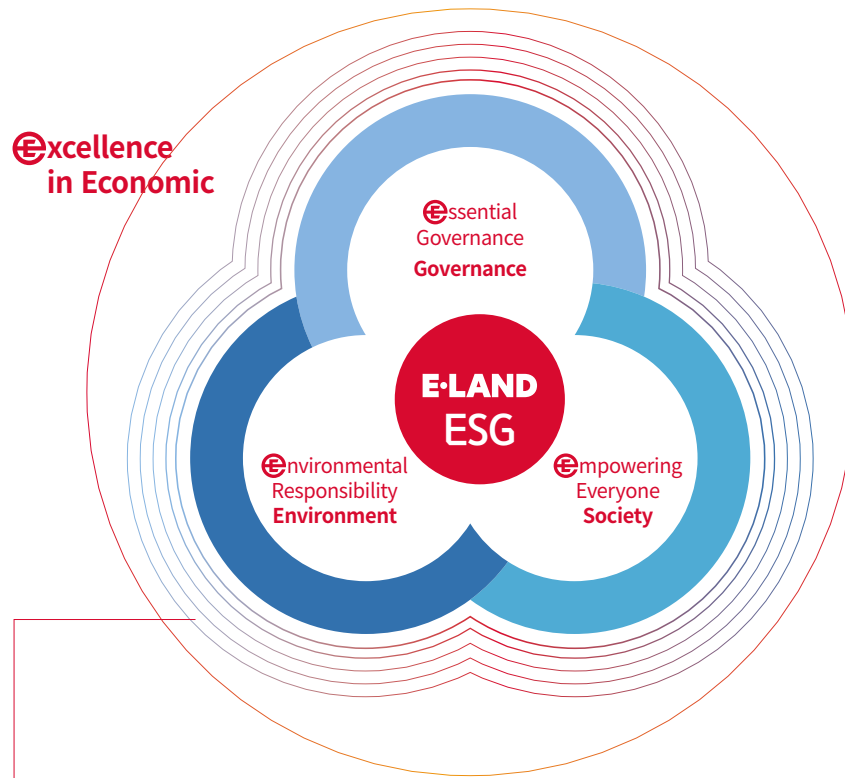 Excellence
in Economic
Essential
Governance
Governance
E·LAND
ESG
Environmental
Responsibility
Environment
Empowering
Everyone
Society